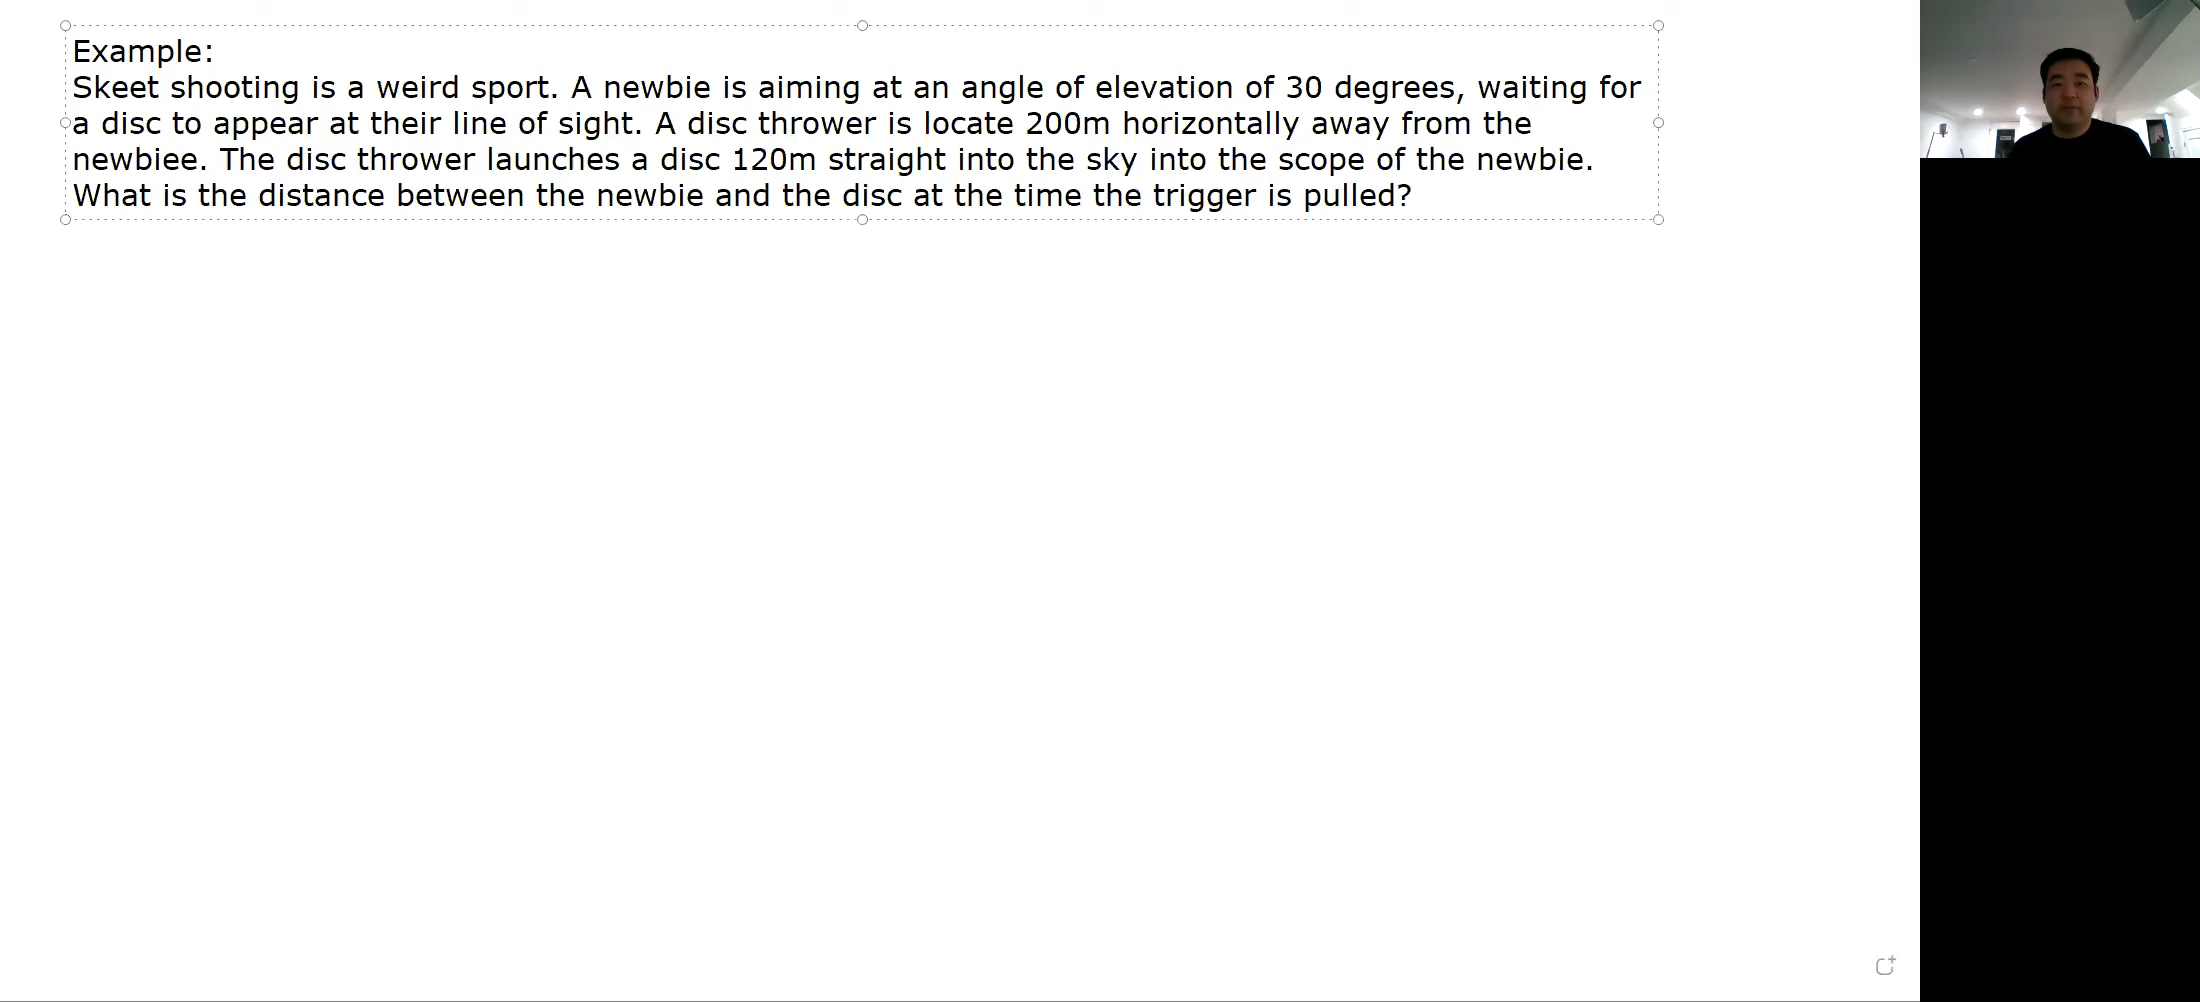 Example:
Skeet shooting is a weird sport. A newbie is aiming at an angle of elevation of 30 degrees, waiting for
a disc to appear at their line of sight. A disc thrower is locate 200m horizontally away from the
newbiee. The disc thrower launches a disc 120m straight into the sky into the scope of the newbie.
What is the distance between the newbie and the disc at the time the trigger is pulled?